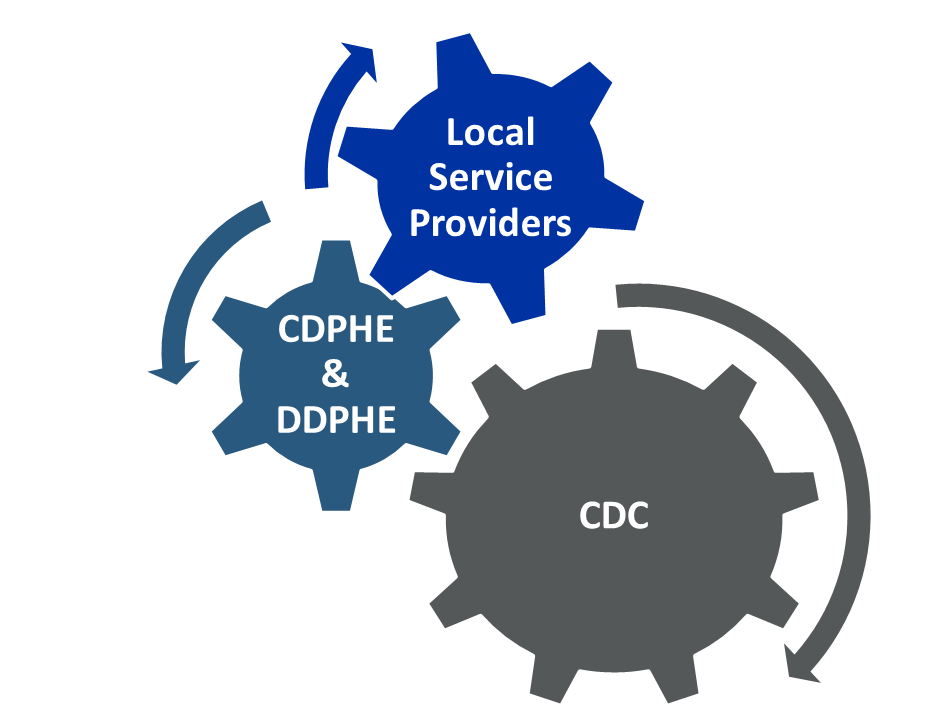 Local
Service
Providers
CDPHE
&
DDPHE
CDC